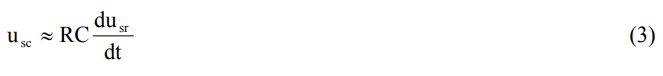 u_sc ≈ RC du_sr/dt (3)